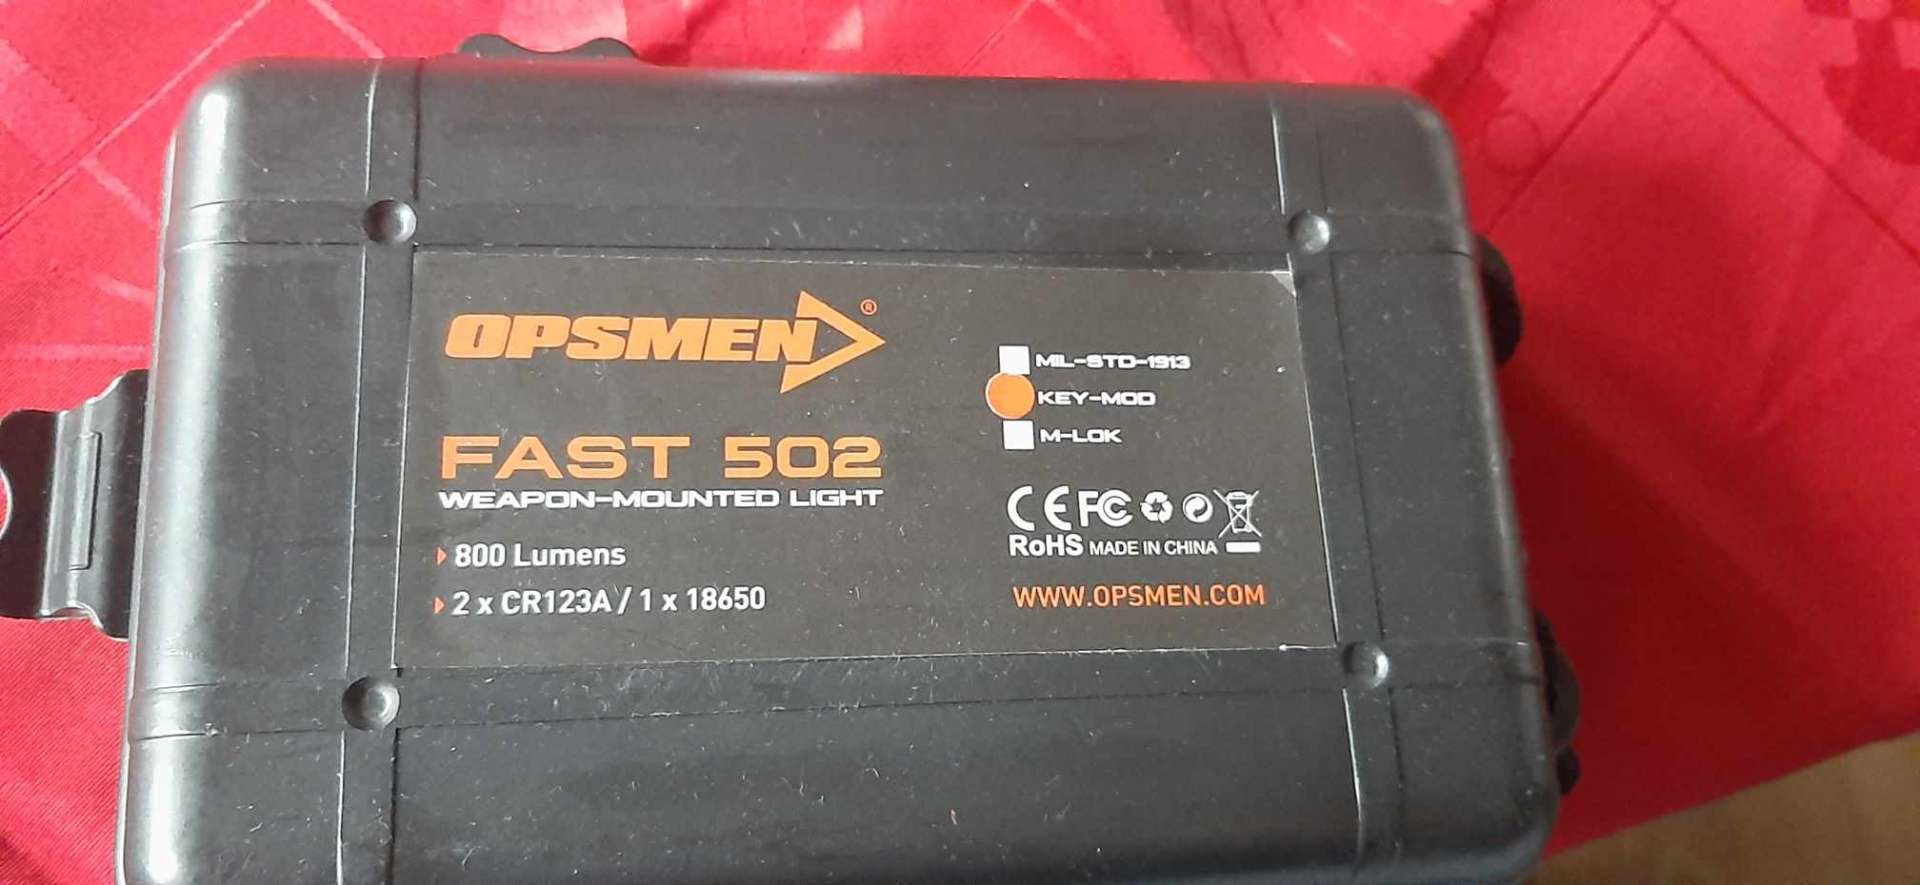 OPSMEN®
FAST 502
WEAPON-MOUNTED LIGHT
800 Lumens
2 x CR123A / 1 x 18650
MIL-STD-1913
KEY-MOD
M-LOK
CE FC
RoHS MADE IN CHINA
WWW.OPSMEN.COM